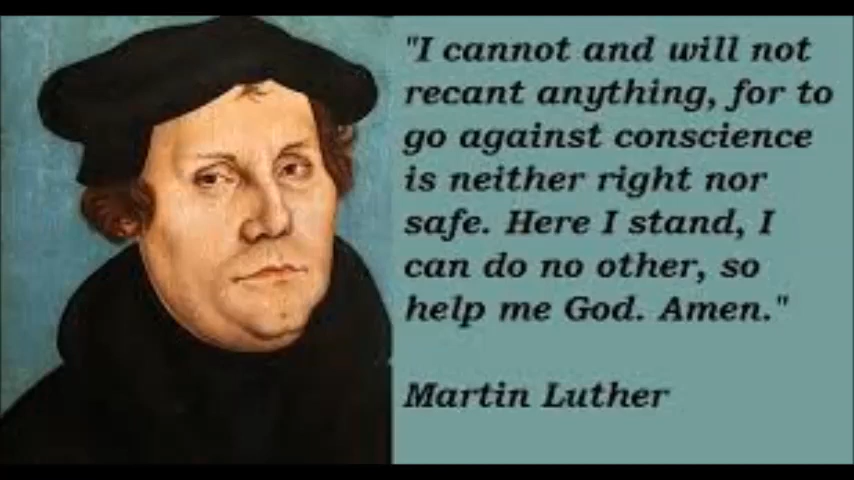 "I cannot and will not
recant anything, for to
go against conscience
is neither right nor
safe. Here I stand, I
can do no other, so
help me God. Amen."
Martin Luther